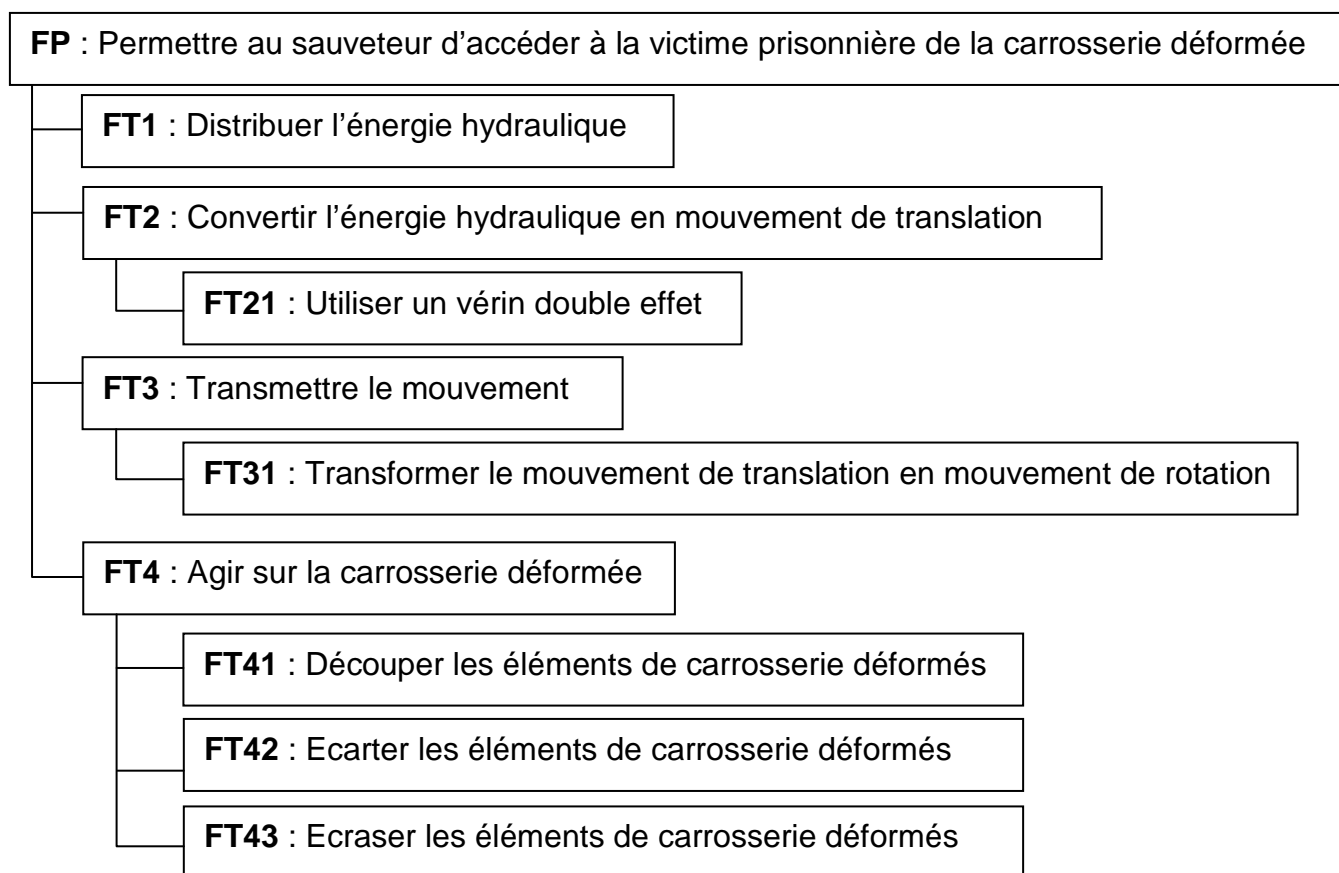 FP : Permettre au sauveteur d’accéder à la victime prisonnière de la carrosserie déformée
FT1 : Distribuer l’énergie hydraulique
FT2 : Convertir l’énergie hydraulique en mouvement de translation
FT21 : Utiliser un vérin double effet
FT3 : Transmettre le mouvement
FT31 : Transformer le mouvement de translation en mouvement de rotation
FT4 : Agir sur la carrosserie déformée
FT41 : Découper les éléments de carrosserie déformés
FT42 : Ecarter les éléments de carrosserie déformés
FT43 : Ecraser les éléments de carrosserie déformés